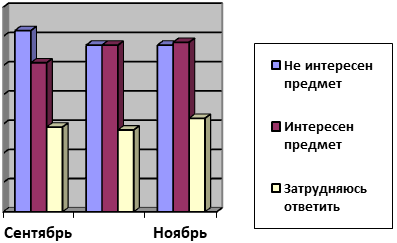 Не интересен
предмет
Интересен
предмет
Затрудняюсь
ответить
Сентябрь
Ноябрь